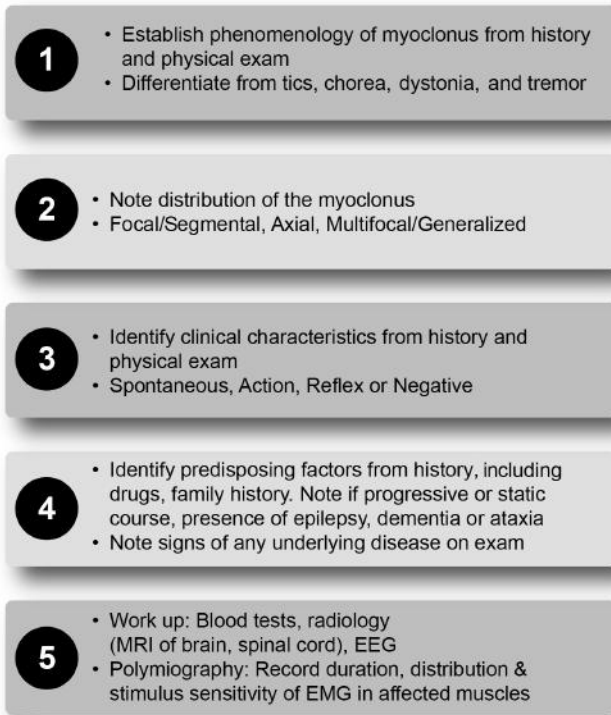 1
• Establish phenomenology of myoclonus from history
and physical exam
• Differentiate from tics, chorea, dystonia, and tremor
2
• Note distribution of the myoclonus
• Focal/Segmental, Axial, Multifocal/Generalized
3
• Identify clinical characteristics from history and
physical exam
• Spontaneous, Action, Reflex or Negative
4
• Identify predisposing factors from history, including
drugs, family history. Note if progressive or static
course, presence of epilepsy, dementia or ataxia
• Note signs of any underlying disease on exam
5
• Work up: Blood tests, radiology
(MRI of brain, spinal cord), EEG
• Polymiography: Record duration, distribution &
stimulus sensitivity of EMG in affected muscles